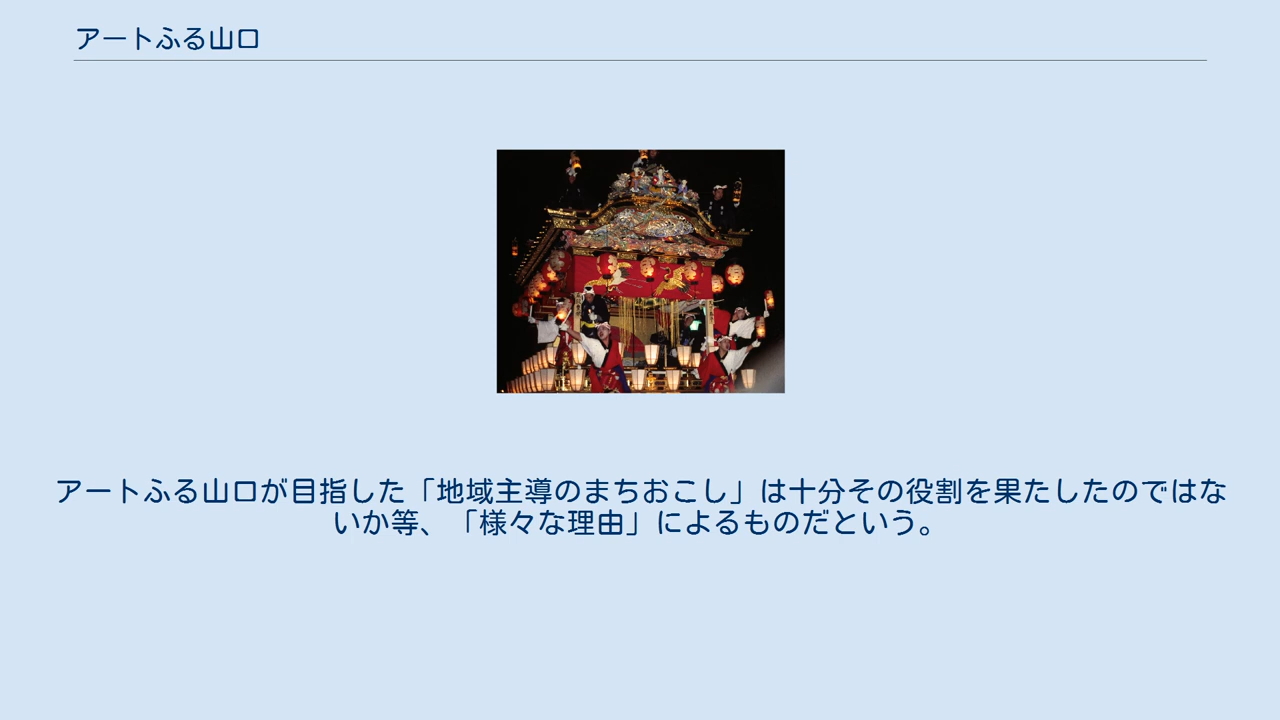 アートふる山口
アートふる山口が目指した「地域主導のまちおこし」は十分その役割を果たしたのではな
いか等、「様々な理由」によるものだという。